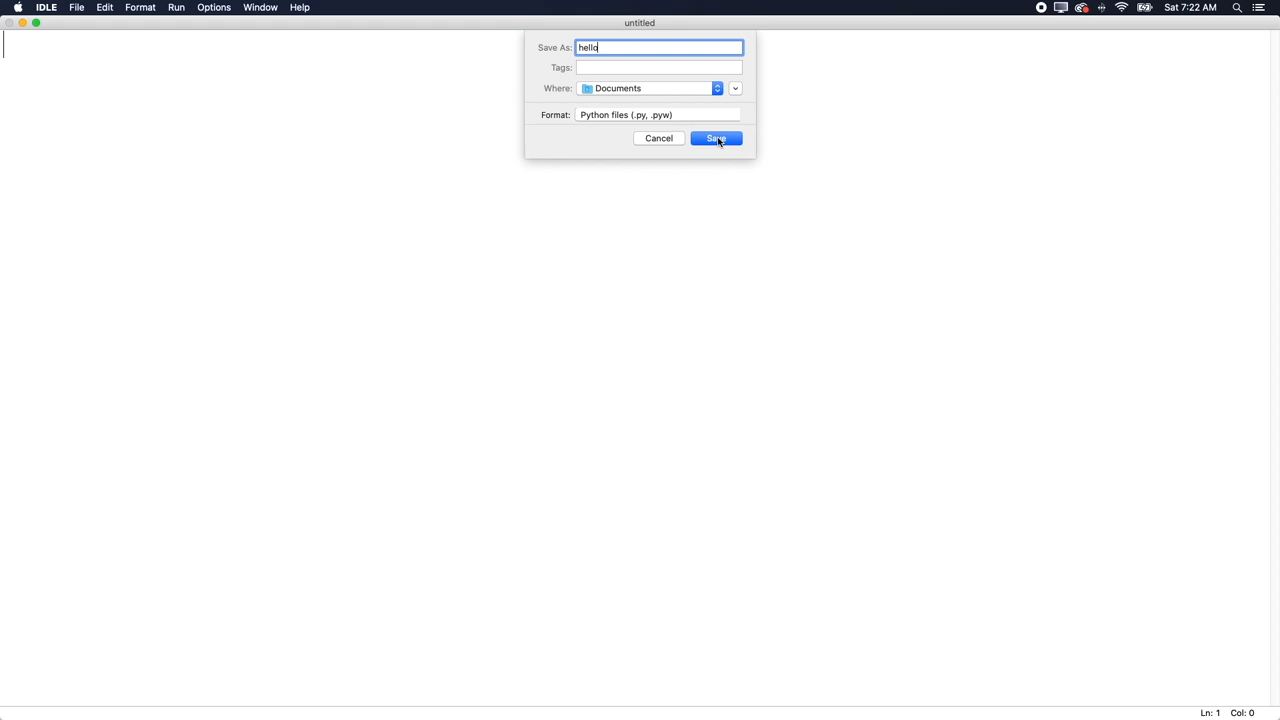 IDLE File Edit Format Run Options Window Help Sat 7:22 AM
untitled
Save As: hello
Tags:
Where: Documents
Format: Python files (.py, .pyw)
Cancel Save
Ln: 1 Col: 0